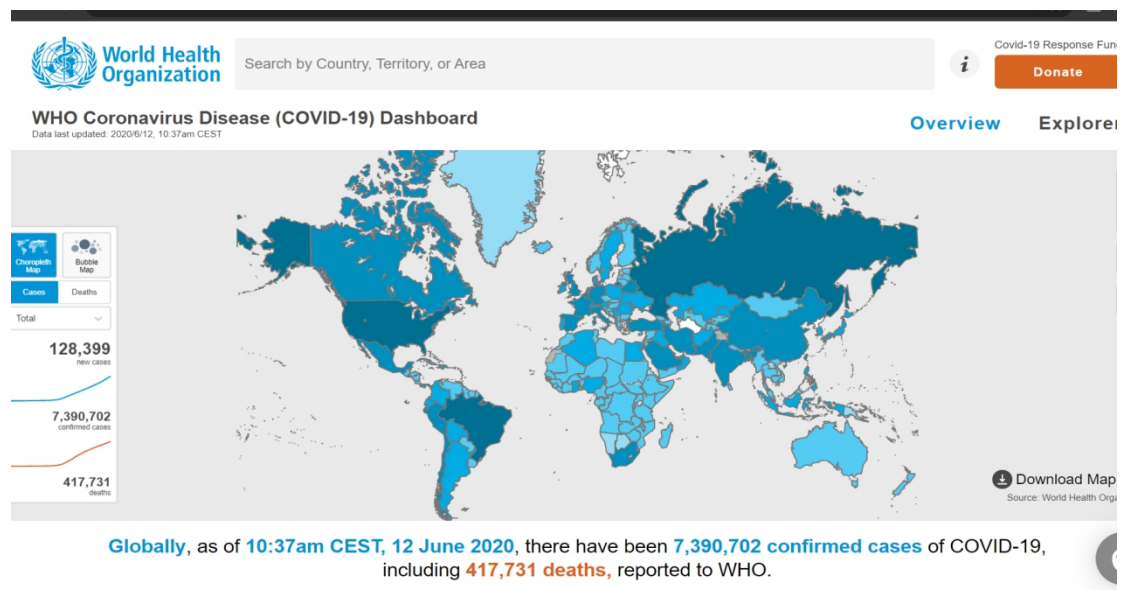 World Health
Organization
Search by Country, Territory, or Area
i
Covid-19 Response
Donate
WHO Coronavirus Disease (COVID-19) Dashboard
Data last updated: 2020/6/12, 10:37am CEST
Overview
Explorer
Choropleth
Map
Bubble
Map
Cases
Deaths
Total
128,399
new cases
7,390,702
confirmed cases
417,731
deaths
Download Map
Source: World Health
Globally, as of 10:37am CEST, 12 June 2020, there have been 7,390,702 confirmed cases of COVID-19,
including 417,731 deaths, reported to WHO.